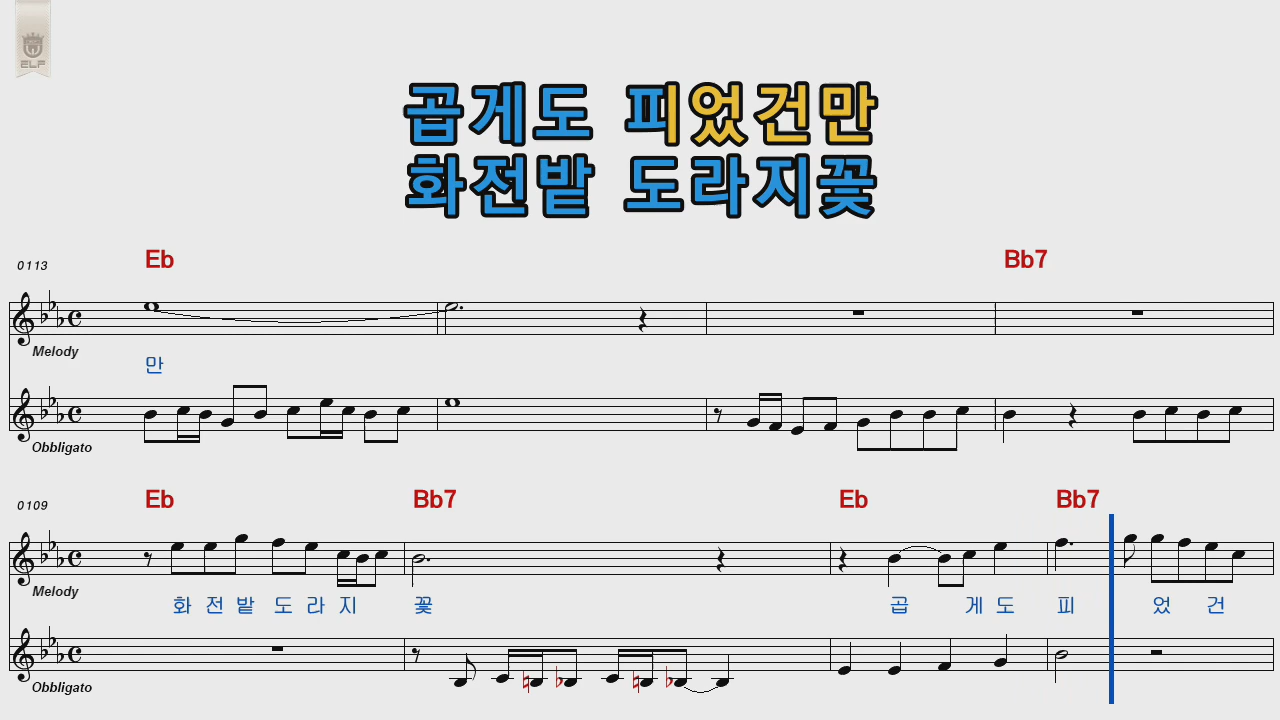 ELF
곱게도 피었건만
화전밭 도라지꽃
0113 Eb Bb7
Melody
만
Obbligato
0109 Eb Bb7 Eb Bb7
Melody
화 전 밭 도 라 지 꽃 곱 게 도 피 었 건
Obbligato